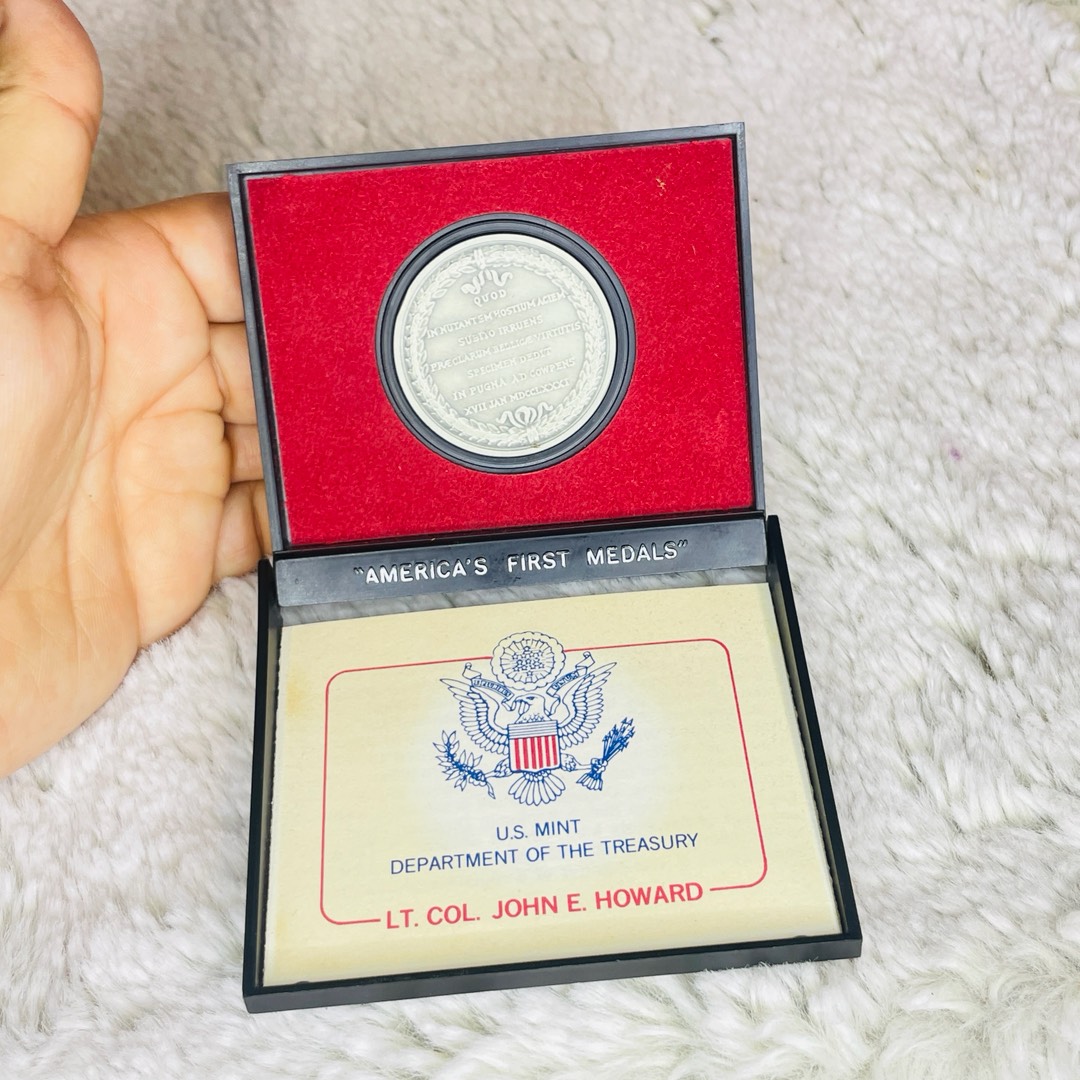 QUOD
IN NUTANTEM HOSTIUM ACIEM
SUBITO IRRUENS
PRÆCLARUM BELLICÆ VIRTUTIS
SPECIMEN DEDIT
IN PUGNA AD COWPENS
XVII JAN MDCCLXXXI
"AMERICA'S FIRST MEDALS"
U.S. MINT
DEPARTMENT OF THE TREASURY
LT. COL. JOHN E. HOWARD